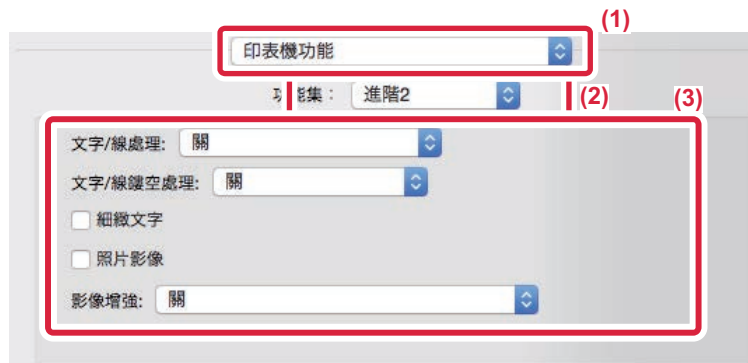 (1)
印表機功能
能集： 進階2
(2)
(3)
文字/線處理: 關
文字/線鏤空處理: 關
細緻文字
照片影像
影像增強: 關